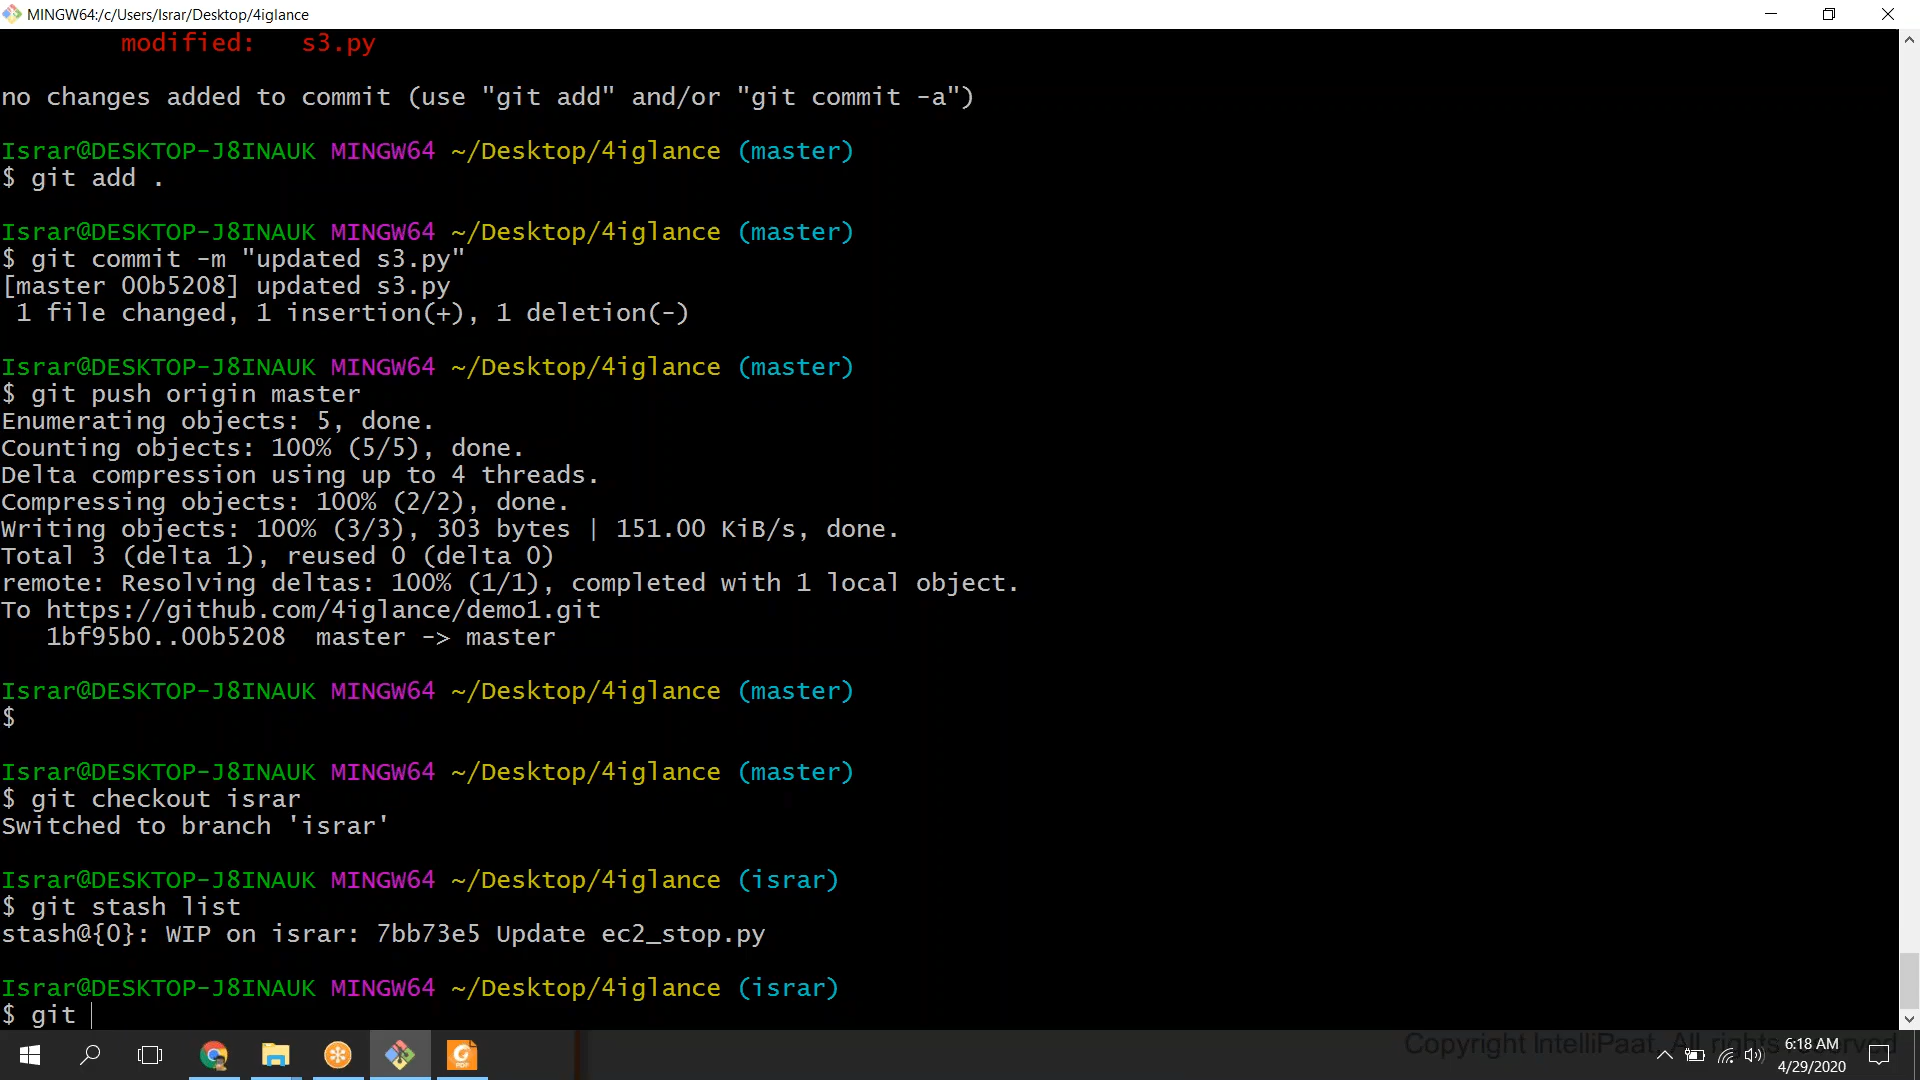 MINGW64:/c/Users/Israr/Desktop/4iglance
modified:   s3.py
no changes added to commit (use "git add" and/or "git commit -a")
Israr@DESKTOP-J8INAUK MINGW64 ~/Desktop/4iglance (master)
$ git add .
Israr@DESKTOP-J8INAUK MINGW64 ~/Desktop/4iglance (master)
$ git commit -m "updated s3.py"
[master 00b5208] updated s3.py
1 file changed, 1 insertion(+), 1 deletion(-)
Israr@DESKTOP-J8INAUK MINGW64 ~/Desktop/4iglance (master)
$ git push origin master
Enumerating objects: 5, done.
Counting objects: 100% (5/5), done.
Delta compression using up to 4 threads.
Compressing objects: 100% (2/2), done.
Writing objects: 100% (3/3), 303 bytes | 151.00 KiB/s, done.
Total 3 (delta 1), reused 0 (delta 0)
remote: Resolving deltas: 100% (1/1), completed with 1 local object.
To https://github.com/4iglance/demo1.git
1bf95b0..00b5208  master -> master
Israr@DESKTOP-J8INAUK MINGW64 ~/Desktop/4iglance (master)
$
Israr@DESKTOP-J8INAUK MINGW64 ~/Desktop/4iglance (master)
$ git checkout israr
Switched to branch 'israr'
Israr@DESKTOP-J8INAUK MINGW64 ~/Desktop/4iglance (israr)
$ git stash list
stash@{0}: WIP on israr: 7bb73e5 Update ec2_stop.py
Israr@DESKTOP-J8INAUK MINGW64 ~/Desktop/4iglance (israr)
$ git
Copyright IntelliPaat, All rights reserved
6:18 AM
4/29/2020